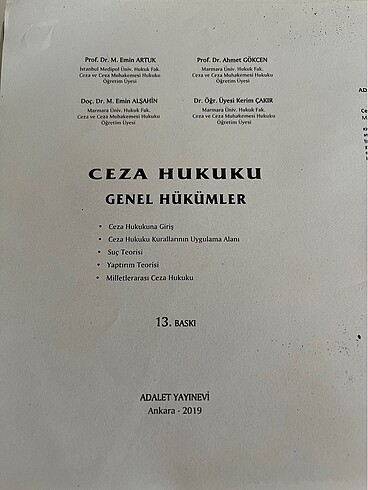 Prof. Dr. M. Emin ARTUK
İstanbul Medipol Üniv. Hukuk Fak.
Ceza ve Ceza Muhakemesi Hukuku
Öğretim Üyesi
Prof. Dr. Ahmet GÖKCEN
Marmara Üniv. Hukuk Fak.
Ceza ve Ceza Muhakemesi Hukuku
Öğretim Üyesi
Doç. Dr. M. Emin ALŞAHİN
Marmara Üniv. Hukuk Fak.
Ceza ve Ceza Muhakemesi Hukuku
Öğretim Üyesi
Dr. Öğr. Üyesi Kerim ÇAKIR
Marmara Üniv. Hukuk Fak.
Ceza ve Ceza Muhakemesi Hukuku
Öğretim Üyesi
CEZA HUKUKU
GENEL HÜKÜMLER
• Ceza Hukukuna Giriş
• Ceza Hukuku Kurallarının Uygulama Alanı
• Suç Teorisi
• Yaptırım Teorisi
• Milletlerarası Ceza Hukuku
13. BASKI
ADALET YAYINEVİ
Ankara - 2019